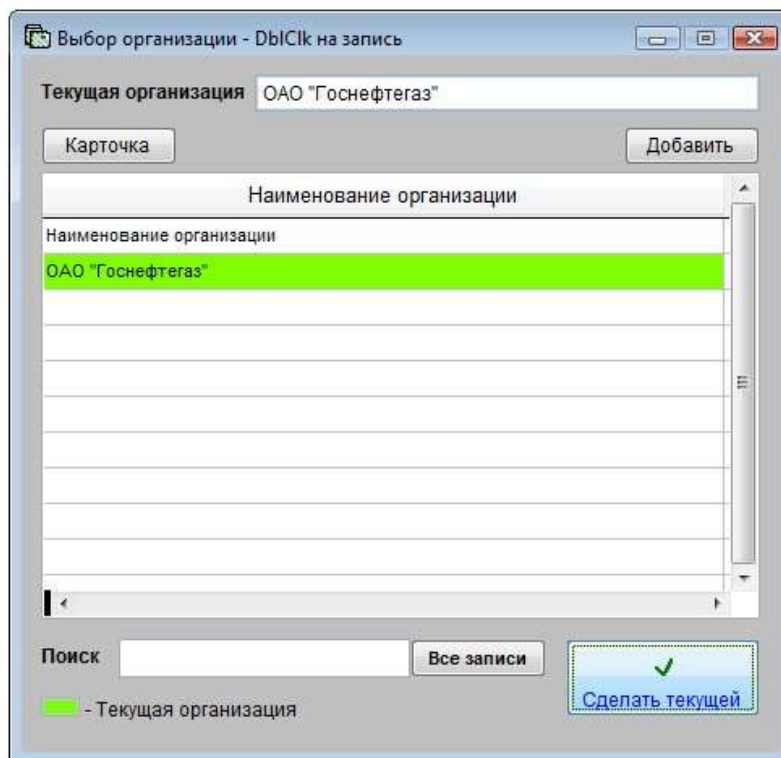 Выбор организации - DblClk на запись
Текущая организация ОАО "Госнефтегаз"
Карточка Добавить
Наименование организации
Наименование организации
ОАО "Госнефтегаз"
Поиск Все записи
Сделать текущей
- Текущая организация